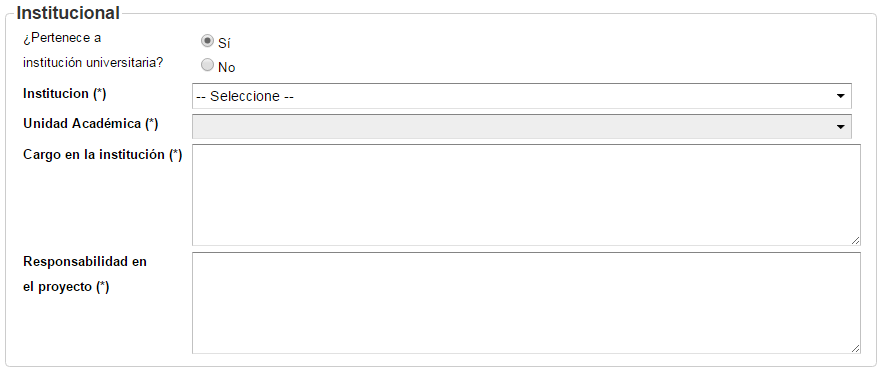 Institucional
¿Pertenece a
institución universitaria?
Sí
No
Institucion (*)
-- Seleccione --
Unidad Académica (*)
Cargo en la institución (*)
Responsabilidad en
el proyecto (*)